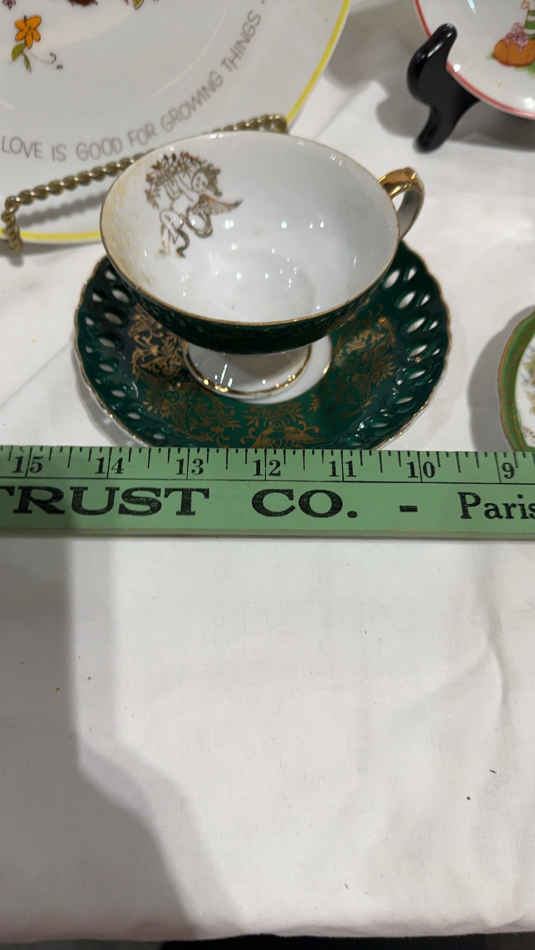 LOVE IS GOOD FOR GROWING THINGS
15 14 13 12 11 10 9
TRUST CO. - Paris